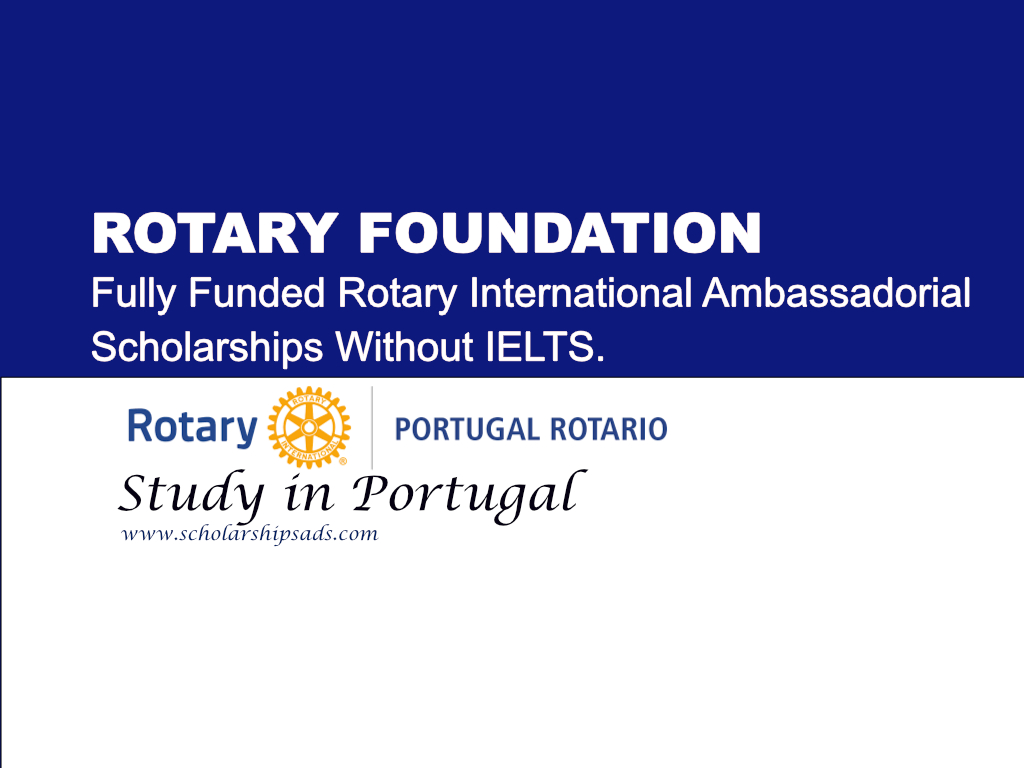 ROTARY FOUNDATION
Fully Funded Rotary International Ambassadorial
Scholarships Without IELTS.
Rotary
ROTARY
INTERNATIONAL
®
PORTUGAL ROTARIO
Study in Portugal
www.scholarshipsads.com